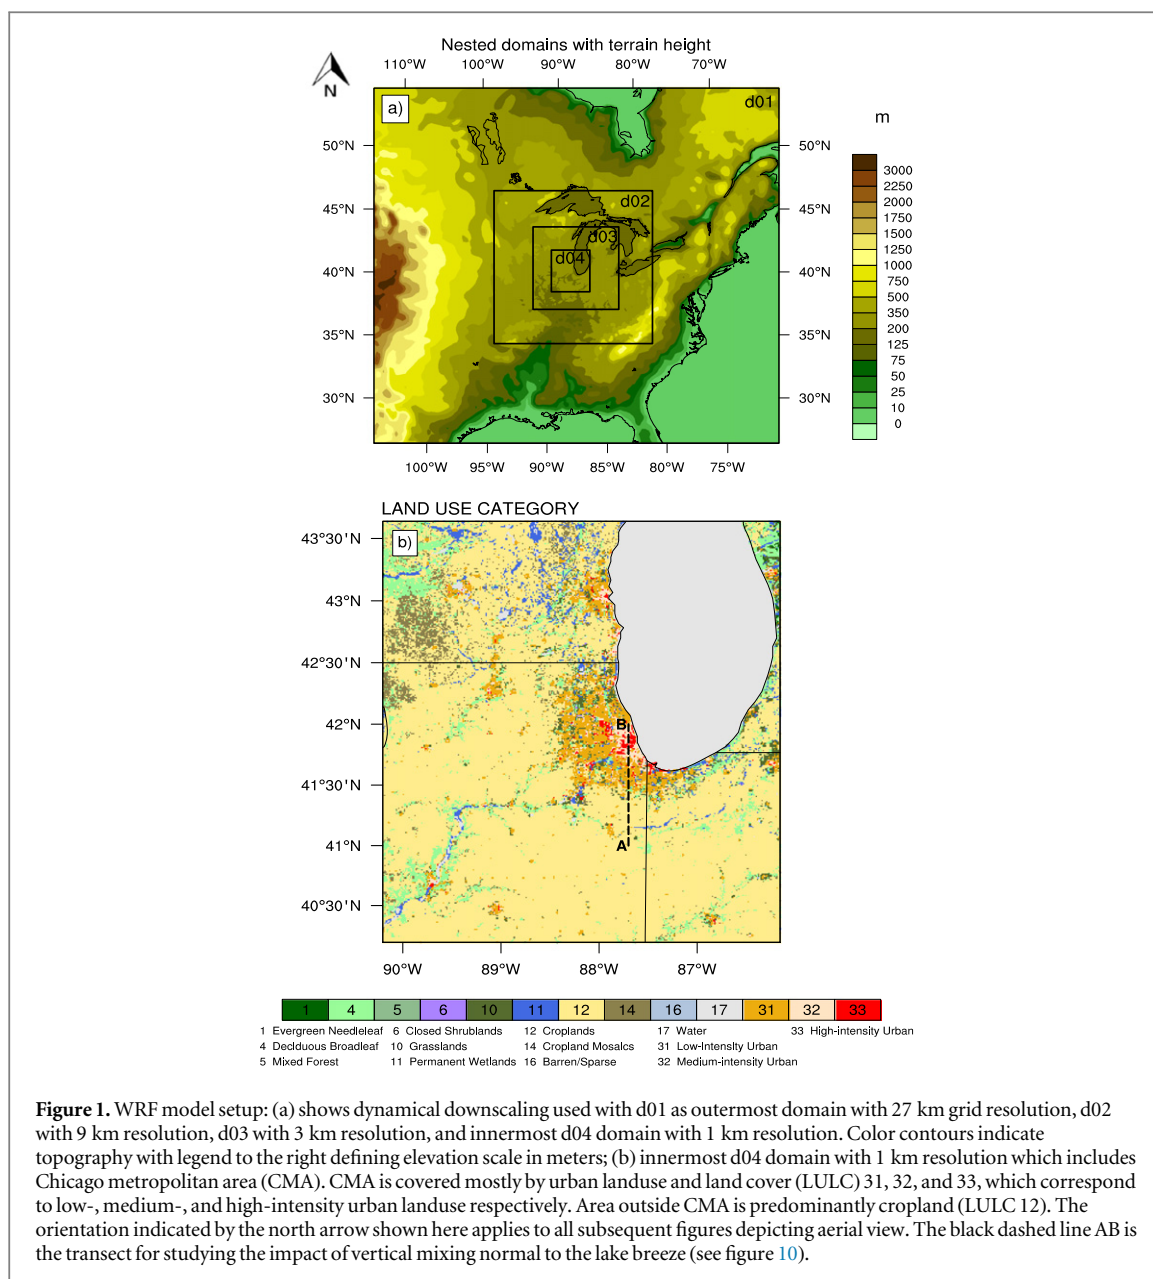 Nested domains with terrain height
110°W 100°W 90°W 80°W 70°W
N
a)
d01
m
50°N
45°N
40°N
35°N
30°N
d02
d03
d04
50°N
45°N
40°N
35°N
30°N
3000
2250
2000
1750
1500
1250
1000
750
500
350
200
125
75
50
25
10
0
100°W 95°W 90°W 85°W 80°W 75°W
LAND USE CATEGORY
b)
43°30'N
43°N
42°30'N
42°N
41°30'N
41°N
40°30'N
B
A
90°W 89°W 88°W 87°W
1 4 5 6 10 11 12 14 16 17 31 32 33
1 Evergreen Needleleaf 6 Closed Shrublands 12 Croplands 17 Water 33 High-intensity Urban
4 Deciduous Broadleaf 10 Grasslands 14 Cropland Mosalcs 31 Low-Intensity Urban
5 Mixed Forest 11 Permanent Wetlands 16 Barren/Sparse 32 Medium-intensity Urban
Figure 1. WRF model setup: (a) shows dynamical downscaling used with d01 as outermost domain with 27 km grid resolution, d02
with 9 km resolution, d03 with 3 km resolution, and innermost d04 domain with 1 km resolution. Color contours indicate
topography with legend to the right defining elevation scale in meters; (b) innermost d04 domain with 1 km resolution which includes
Chicago metropolitan area (CMA). CMA is covered mostly by urban landuse and land cover (LULC) 31, 32, and 33, which correspond
to low-, medium-, and high-intensity urban landuse respectively. Area outside CMA is predominantly cropland (LULC 12). The
orientation indicated by the north arrow shown here applies to all subsequent figures depicting aerial view. The black dashed line AB is
the transect for studying the impact of vertical mixing normal to the lake breeze (see figure 10).